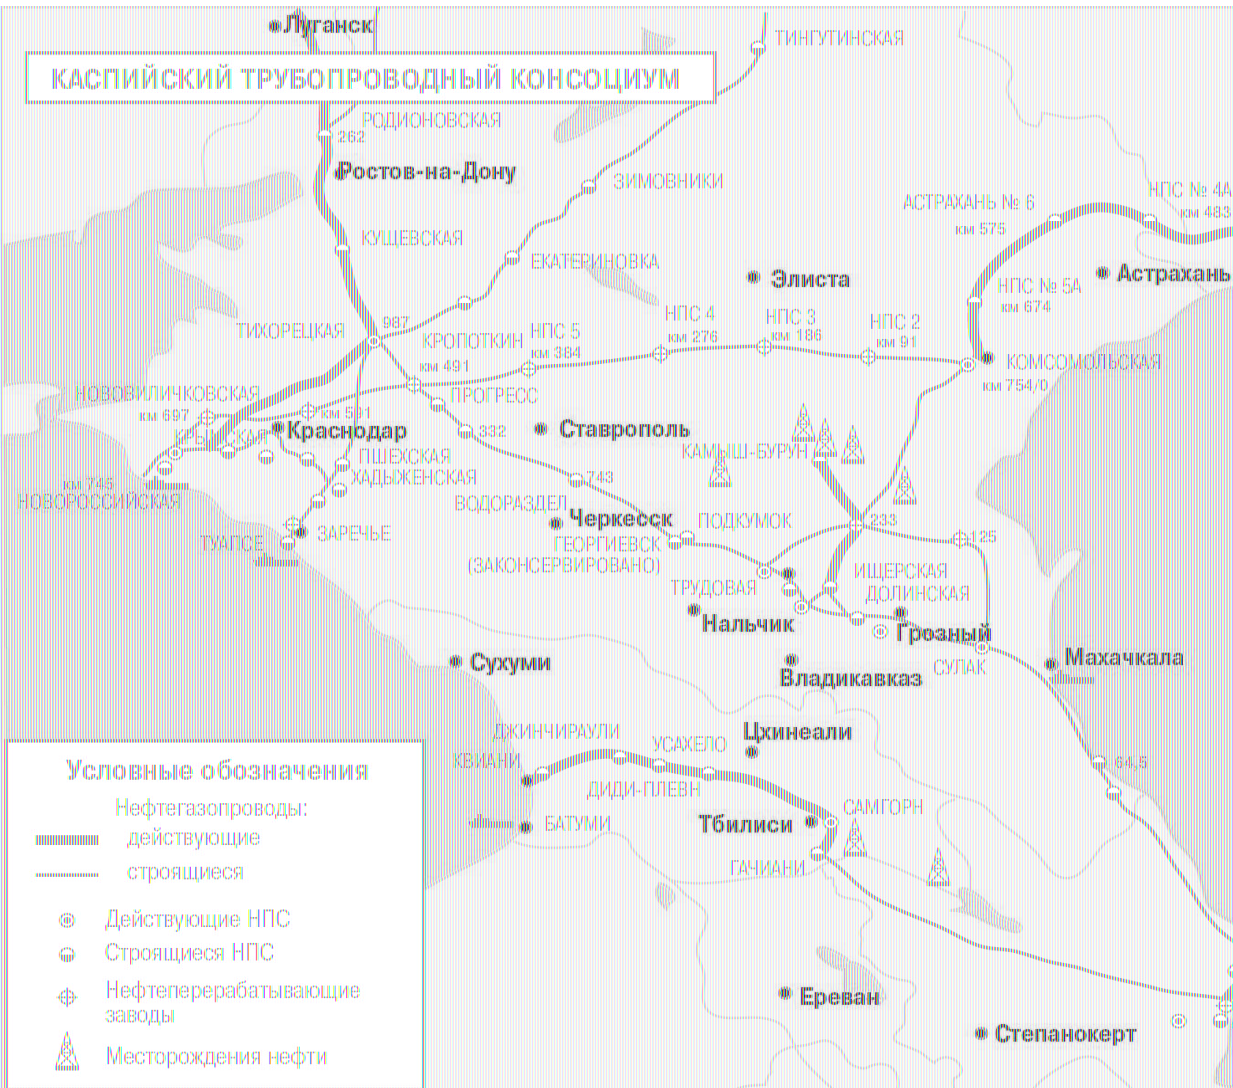 Луганск
ТИНГУТИНСКАЯ
КАСПИЙСКИЙ ТРУБОПРОВОДНЫЙ КОНСОЦИУМ
РОДИОНОВСКАЯ
262
Ростов-на-Дону
ЗИМОВНИКИ
АСТРАХАНЬ № 6
км 575
НПС № 4А
км 483
КУЩЕВСКАЯ
ЕКАТЕРИНОВКА
Элиста
Астрахань
НПС № 5А
км 674
ТИХОРЕЦКАЯ
987
КРОПОТКИН
км 491
НПС 5
км 384
НПС 4
км 276
НПС 3
км 186
НПС 2
км 91
КОМСОМОЛЬСКАЯ
км 754/0
НОВОВИЛИЧКОВСКАЯ
км 697
ПРОГРЕСС
332
КРЫМСКАЯ
Краснодар
Ставрополь
КАМЫШ-БУРУН
ПШЕХСКАЯ
ХАДЫЖЕНСКАЯ
743
км 745
НОВОРОССИЙСКАЯ
ВОДОРАЗДЕЛ
Черкесск
ПОДКУМОК
233
125
ТУАПСЕ
ЗАРЕЧЬЕ
ГЕОРГИЕВСК
(ЗАКОНСЕРВИРОВАНО)
ТРУДОВАЯ
ИЩЕРСКАЯ
ДОЛИНСКАЯ
Нальчик
Грозный
Сухуми
Владикавказ
СУЛАК
Махачкала
ДЖИНЧИРАУЛИ
УСАХЕЛО
Цхинеали
КВИАНИ
64,5
ДИДИ-ПЛЕВН
БАТУМИ
Тбилиси
САМГОРН
ГАЧИАНИ
Ереван
Степанокерт
Условные обозначения
Нефтегазопроводы:
действующие
строящиеся
Действующие НПС
Строящиеся НПС
Нефтеперерабатывающие
заводы
Месторождения нефти